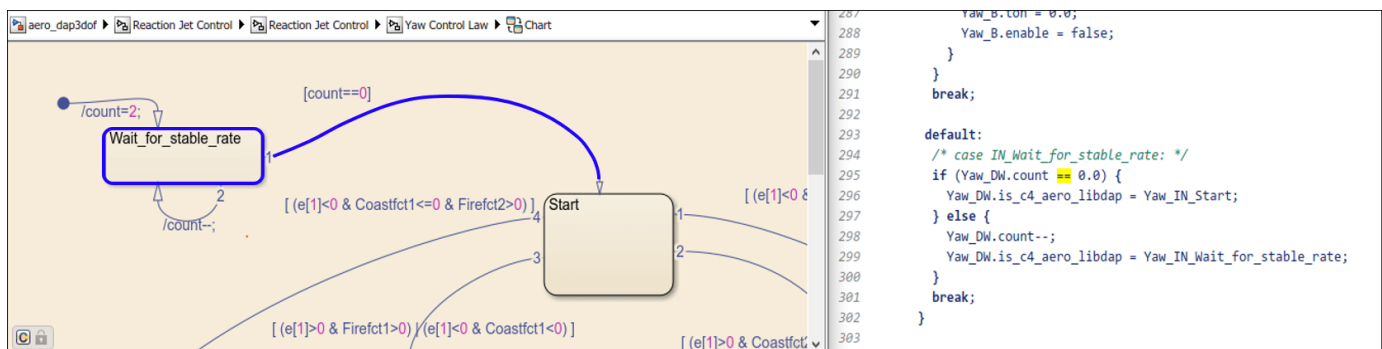 aero_dap3dof Reaction Jet Control Reaction Jet Control Yaw Control Law Chart
/count=2;
[count==0]
Wait_for_stable_rate
1
2
/count--;
[ (e[1]<0 & Coastfct1<=0 & Firefct2>0) ]
Start
4
3
1
2
[ (e[1]<0 &
[ (e[1]>0 & Firefct1>0) | (e[1]<0 & Coastfct1<0) ]
[ (e[1]>0 & Coastfct2
C
287 Yaw_B.ton = 0.0;
288 Yaw_B.enable = false;
289 }
290 }
291 break;
292
293 default:
294 /* case IN_Wait_for_stable_rate: */
295 if (Yaw_DW.count == 0.0) {
296 Yaw_DW.is_c4_aero_libdap = Yaw_IN_Start;
297 } else {
298 Yaw_DW.count--;
299 Yaw_DW.is_c4_aero_libdap = Yaw_IN_Wait_for_stable_rate;
300 }
301 break;
302 }
303